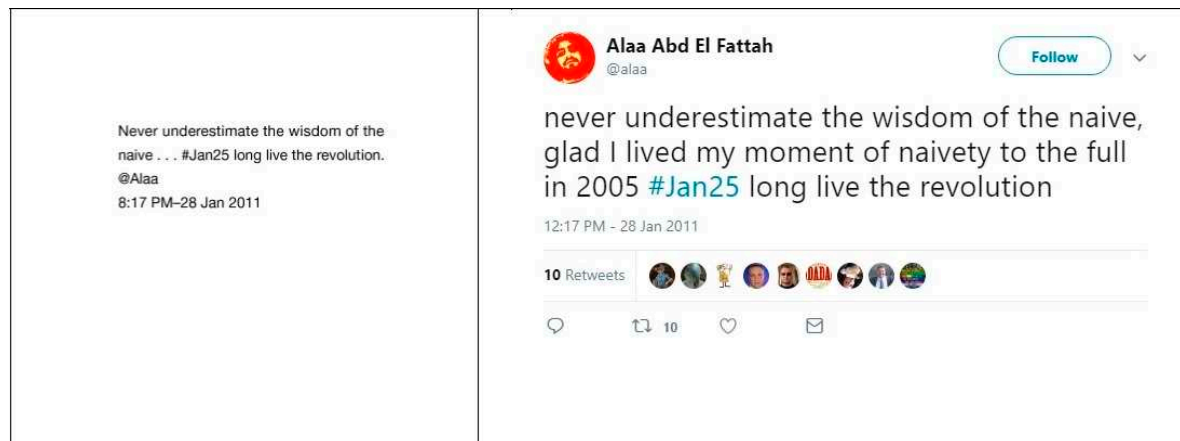 Never underestimate the wisdom of the
naive . . . #Jan25 long live the revolution.
@Alaa
8:17 PM–28 Jan 2011
Alaa Abd El Fattah
@alaa
Follow
never underestimate the wisdom of the naive,
glad I lived my moment of naivety to the full
in 2005 #Jan25 long live the revolution
12:17 PM - 28 Jan 2011
10 Retweets
DADA
10